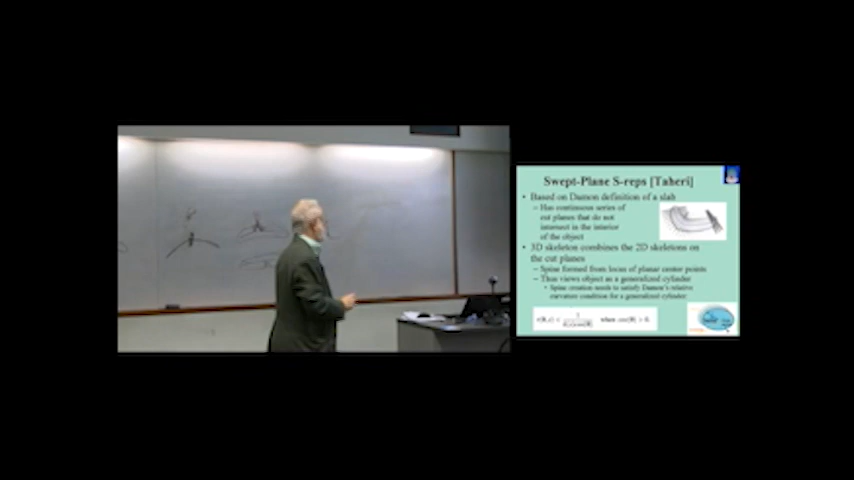 Swept-Plane S-reps [Taheri]
• Based on Damon definition of a slab
– Has continuous series of
cut planes that do not
intersect in the interior
of the object
• 3D skeleton combines the 2D skeletons on
the cut planes
– Spine formed from locus of planar center points
– Thus views object as a generalized cylinder
• Spine creation needs to satisfy Damon's relative
curvature condition for a generalized cylinder